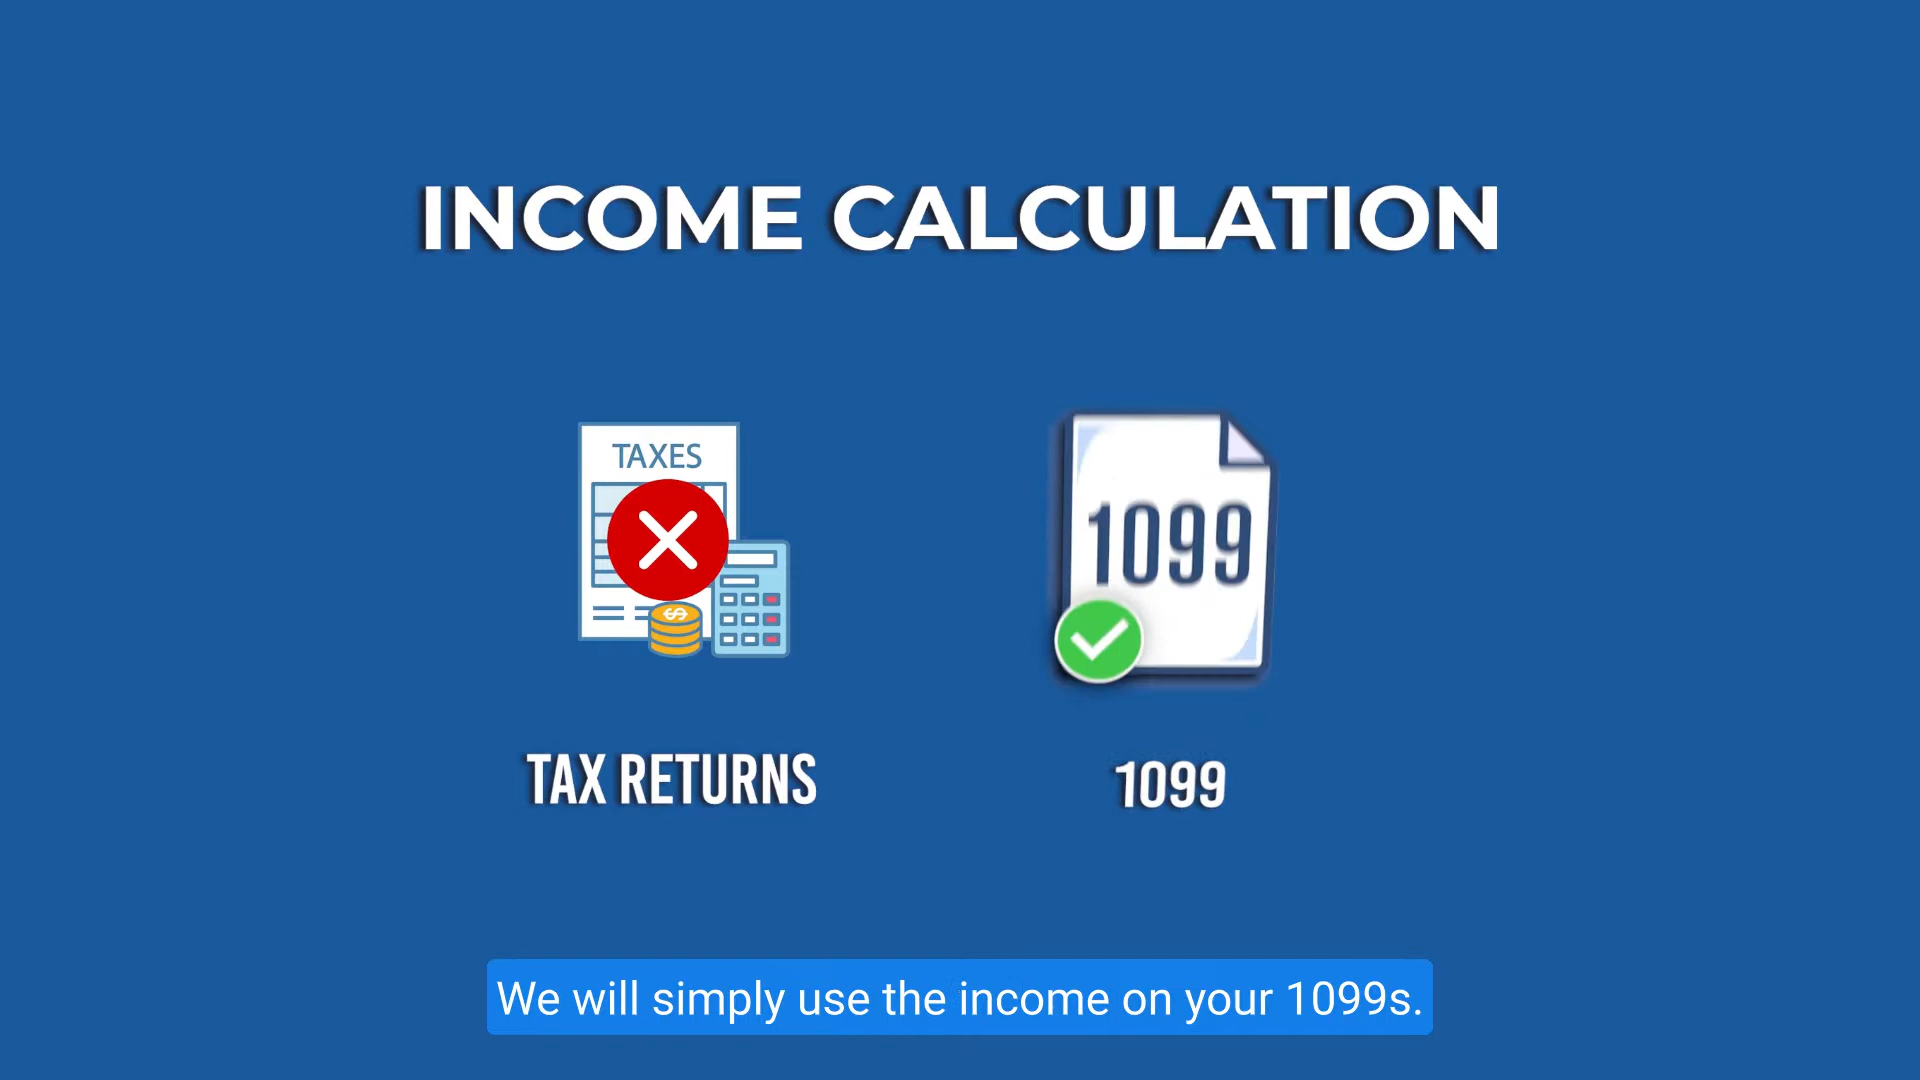 INCOME CALCULATION
TAXES
1099
TAX RETURNS
1099
We will simply use the income on your 1099s.